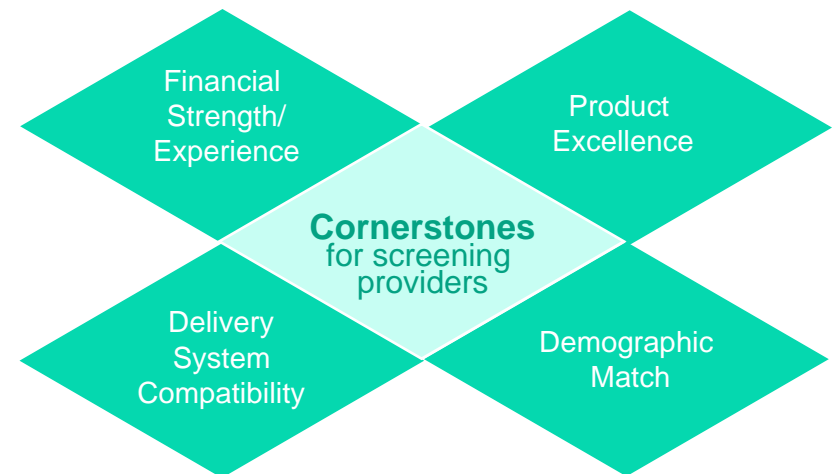 Financial
Strength/
Experience
Product
Excellence
Cornerstones
for screening
providers
Delivery
System
Compatibility
Demographic
Match